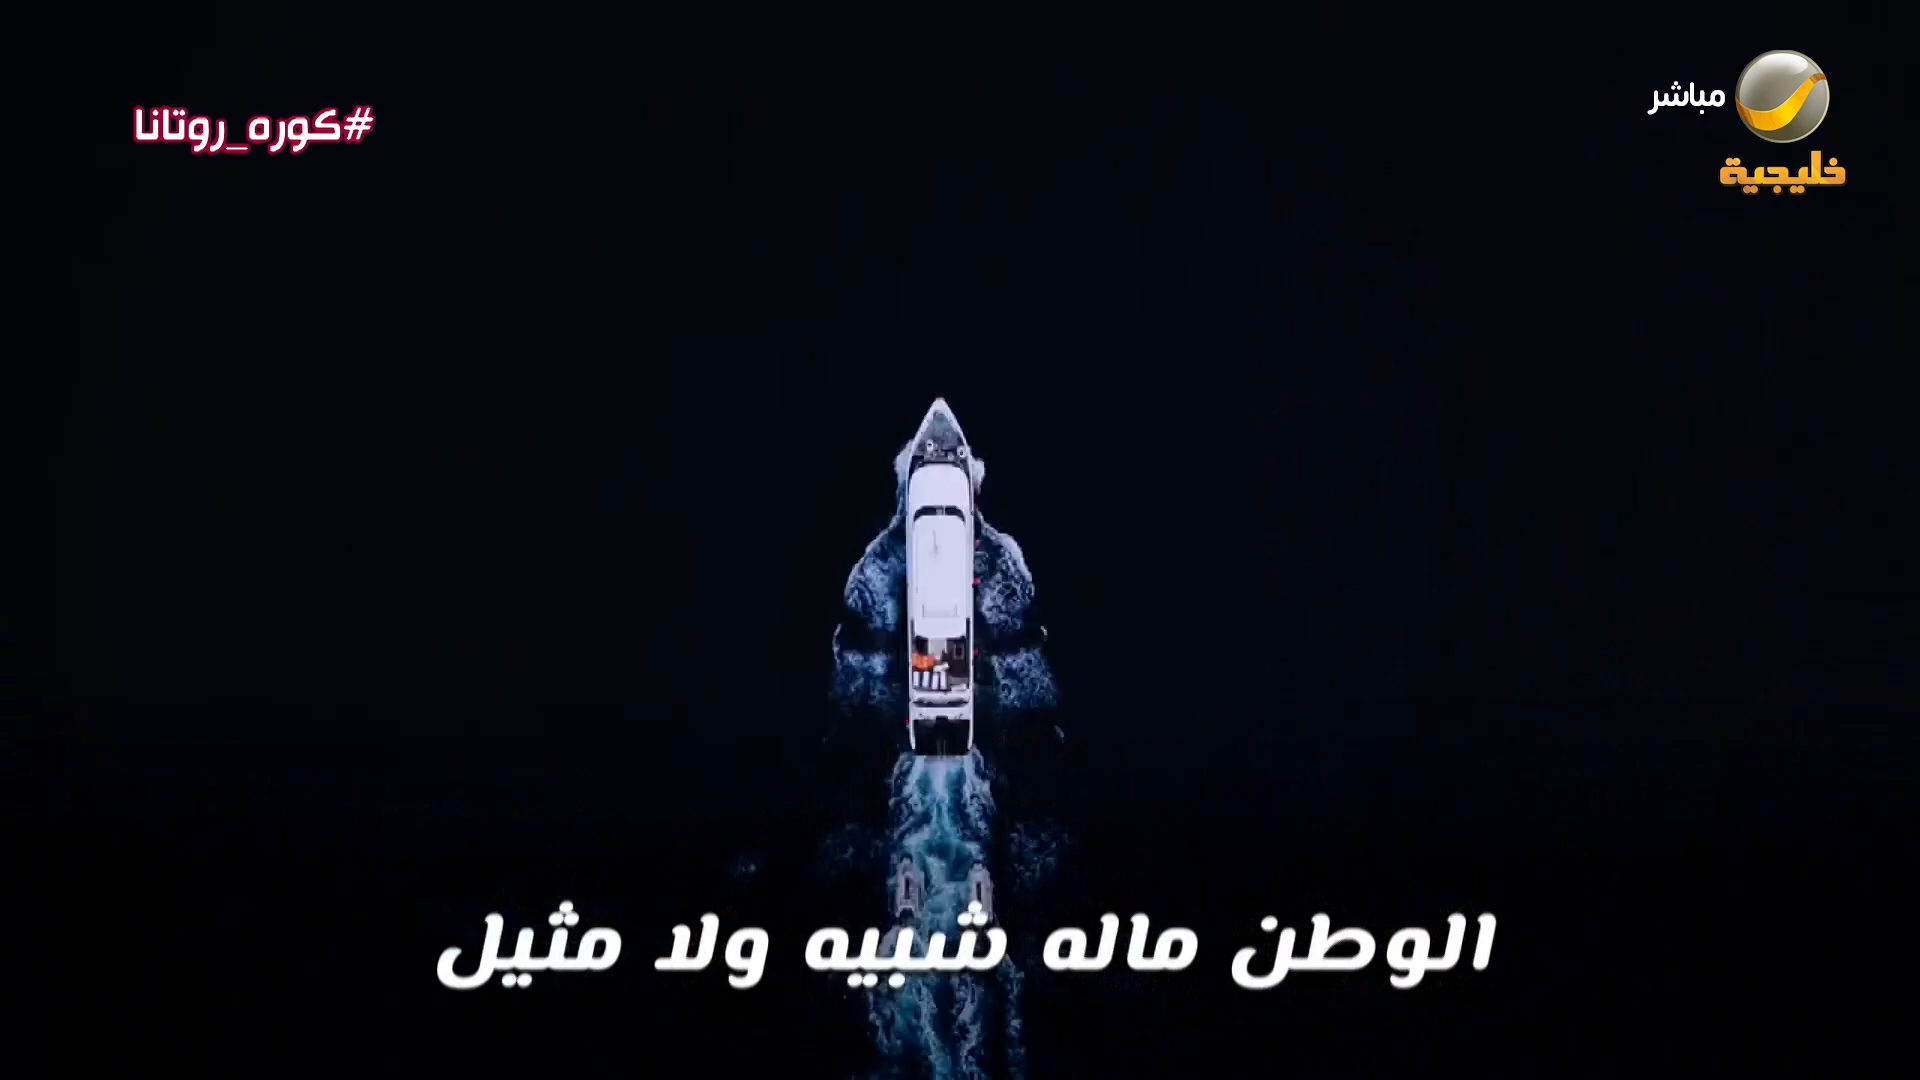 #كوره_روتانا
مباشر
خليجية
الوطن ماله شبيه ولا مثيل